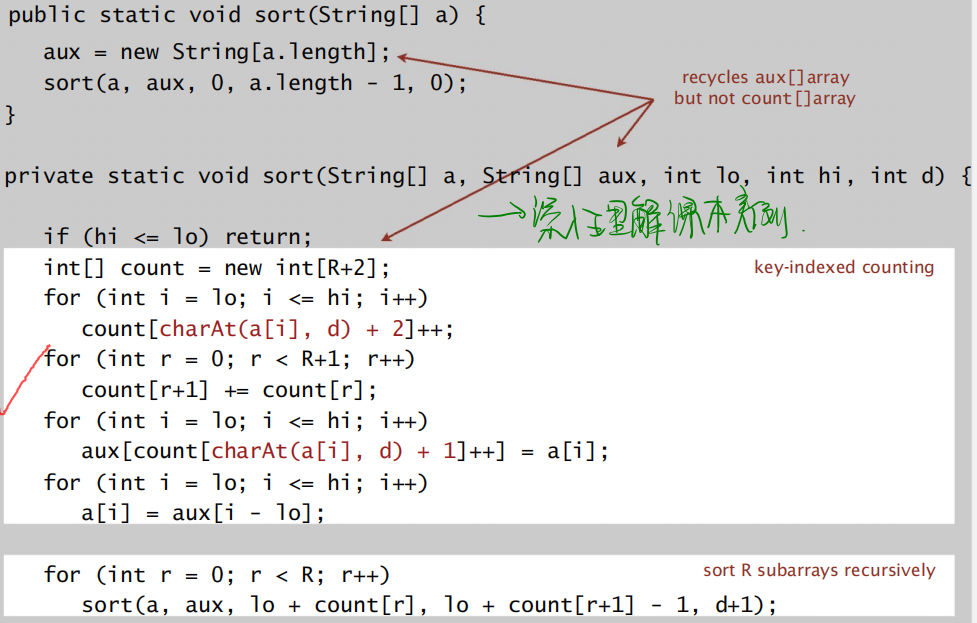 public static void sort(String[] a) {
aux = new String[a.length];
sort(a, aux, 0, a.length - 1, 0);
}
recycles aux[]array
but not count[]array
private static void sort(String[] a, String[] aux, int lo, int hi, int d) {
→深入理解课本
if (hi <= lo) return;
int[] count = new int[R+2];
key-indexed counting
for (int i = lo; i <= hi; i++)
count[charAt(a[i], d) + 2]++;
for (int r = 0; r < R+1; r++)
count[r+1] += count[r];
for (int i = lo; i <= hi; i++)
aux[count[charAt(a[i], d) + 1]++] = a[i];
for (int i = lo; i <= hi; i++)
a[i] = aux[i - lo];
for (int r = 0; r < R; r++)
sort R subarrays recursively
sort(a, aux, lo + count[r], lo + count[r+1] - 1, d+1);